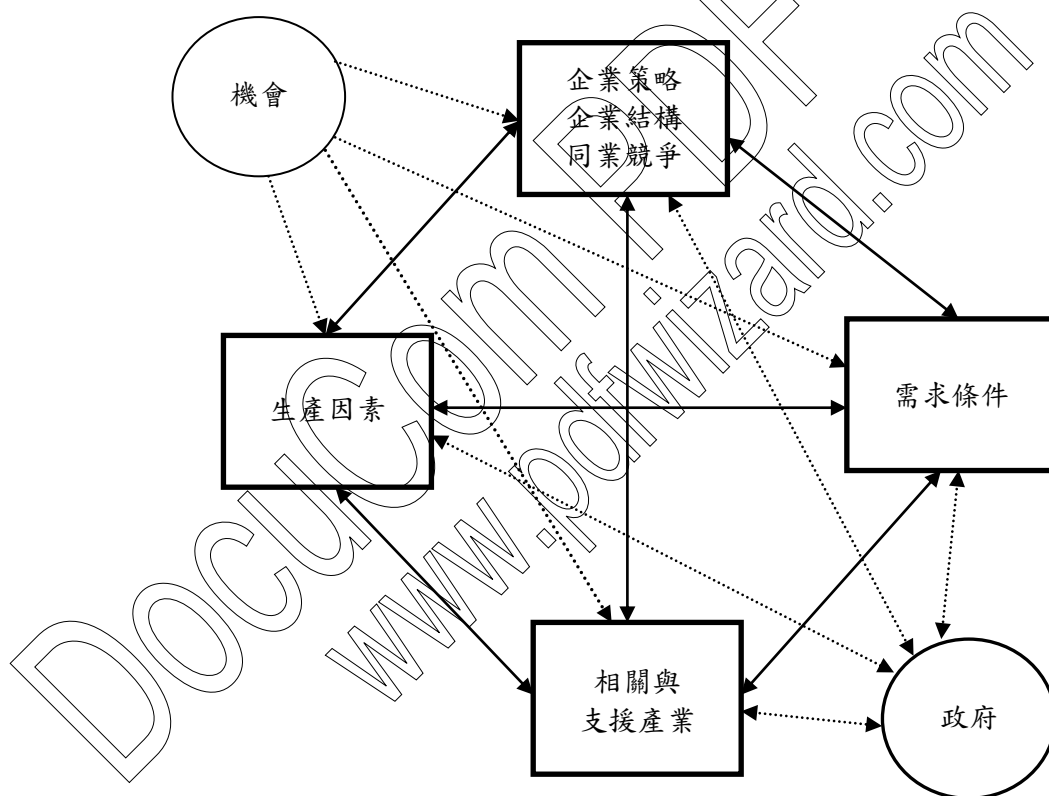 機會
企業策略
企業結構
同業競爭
生產因素
需求條件
相關與
支援產業
政府
DocuCom PDF
www.pdfwizard.com